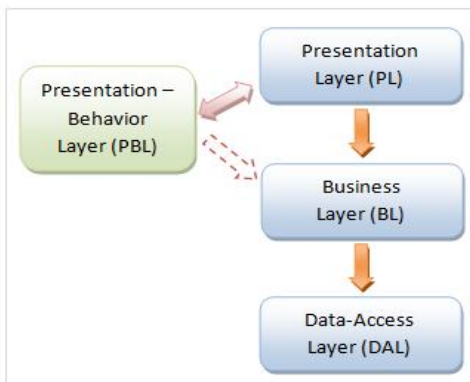 Presentation
Layer (PL)
Presentation –
Behavior
Layer (PBL)
Business
Layer (BL)
Data-Access
Layer (DAL)